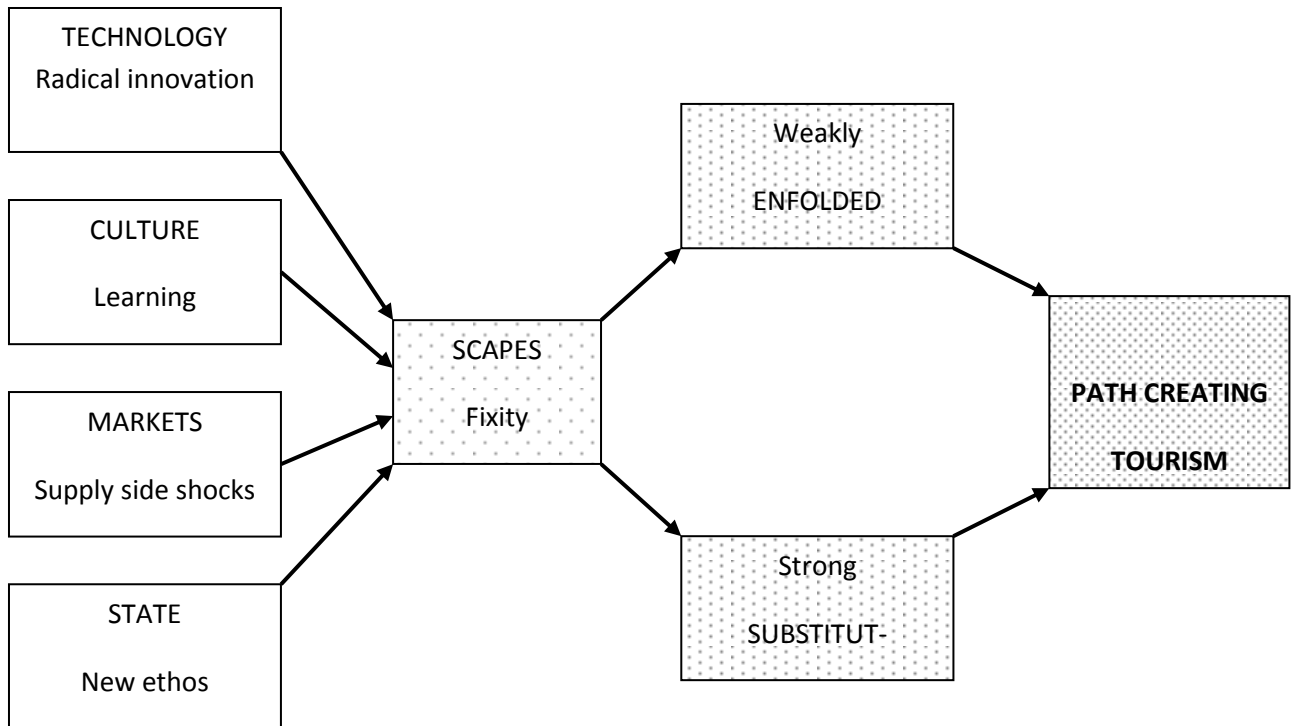 TECHNOLOGY
Radical innovation
CULTURE
Learning
MARKETS
Supply side shocks
STATE
New ethos
SCAPES
Fixity
Weakly
ENFOLDED
Strong
SUBSTITUT-
PATH CREATING
TOURISM